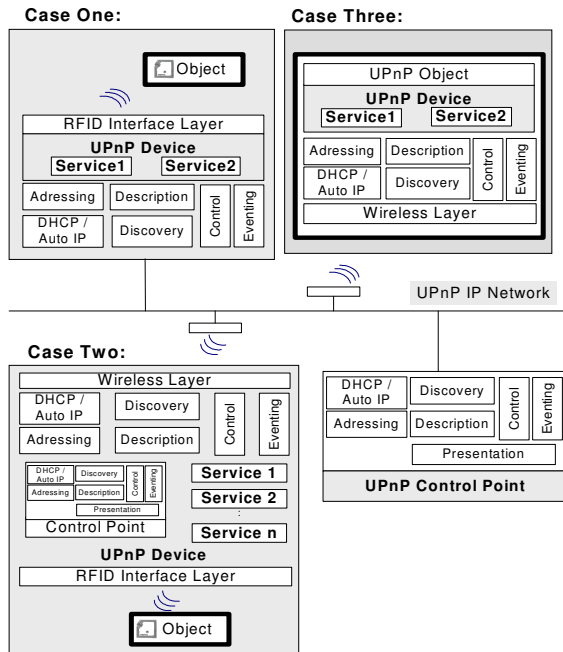 Case One:
Object
RFID Interface Layer
UPnP Device
Service1 Service2
Adressing Description
DHCP /
Auto IP
Discovery
Control
Eventing
Case Three:
UPnP Object
UPnP Device
Service1 Service2
Adressing Description
DHCP /
Auto IP
Discovery
Control
Eventing
Wireless Layer
UPnP IP Network
Case Two:
Wireless Layer
DHCP /
Auto IP
Discovery
Adressing Description
Control
Eventing
DHCP /
Auto IP
Discovery
Adressing Description
Control
Eventing
Presentation
Control Point
Service 1
Service 2
:
Service n
UPnP Device
RFID Interface Layer
Object
DHCP /
Auto IP
Discovery
Adressing Description
Control
Eventing
Presentation
UPnP Control Point